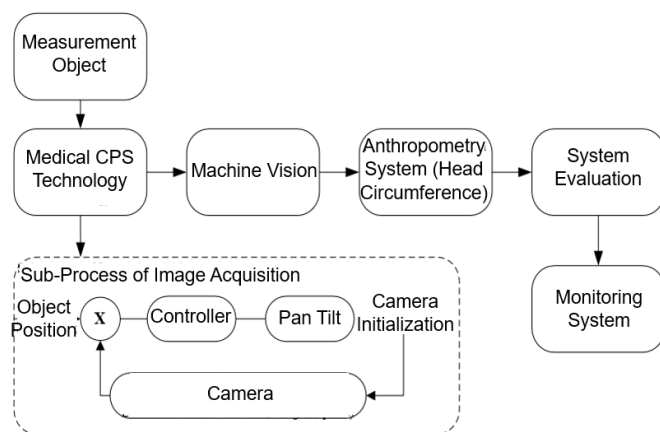 Measurement
Object
Medical CPS
Technology
Machine Vision
Anthropometry
System (Head
Circumference)
System
Evaluation
Monitoring
System
Sub-Process of Image Acquisition
Object
Position
X
Controller
Pan Tilt
Camera
Initialization
Camera